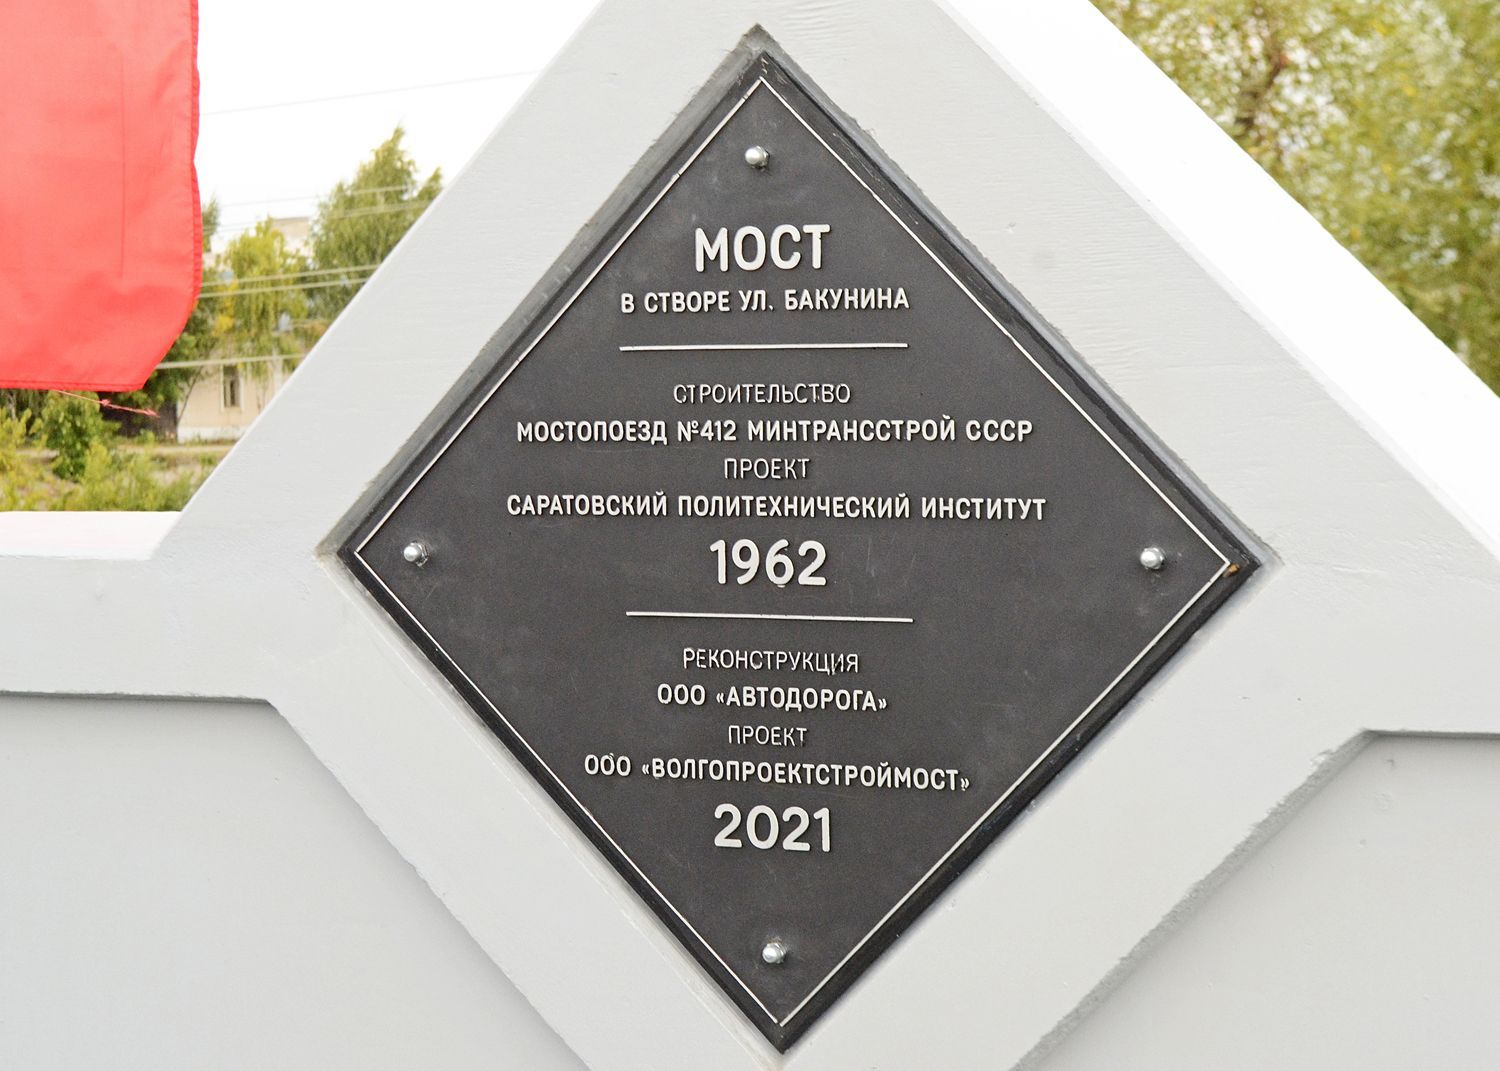 МОСТ
В СТВОРЕ УЛ. БАКУНИНА
СТРОИТЕЛЬСТВО
МОСТОПОЕЗД №412 МИНТРАНССТРОЙ СССР
ПРОЕКТ
САРАТОВСКИЙ ПОЛИТЕХНИЧЕСКИЙ ИНСТИТУТ
1962
РЕКОНСТРУКЦИЯ
ООО «АВТОДОРОГА»
ПРОЕКТ
ООО «ВОЛГОПРОЕКТСТРОЙМОСТ»
2021